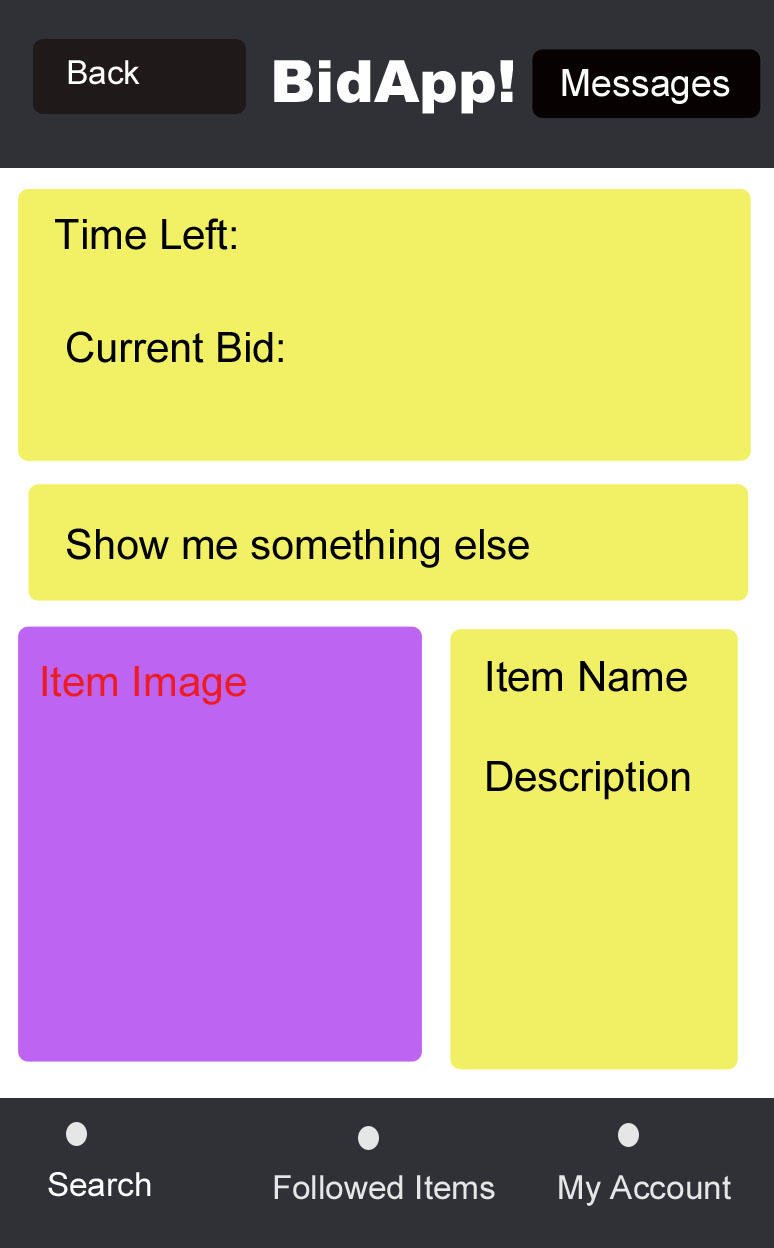 Back
BidApp!
Messages
Time Left:
Current Bid:
Show me something else
Item Image
Item Name
Description
Search
Followed Items
My Account